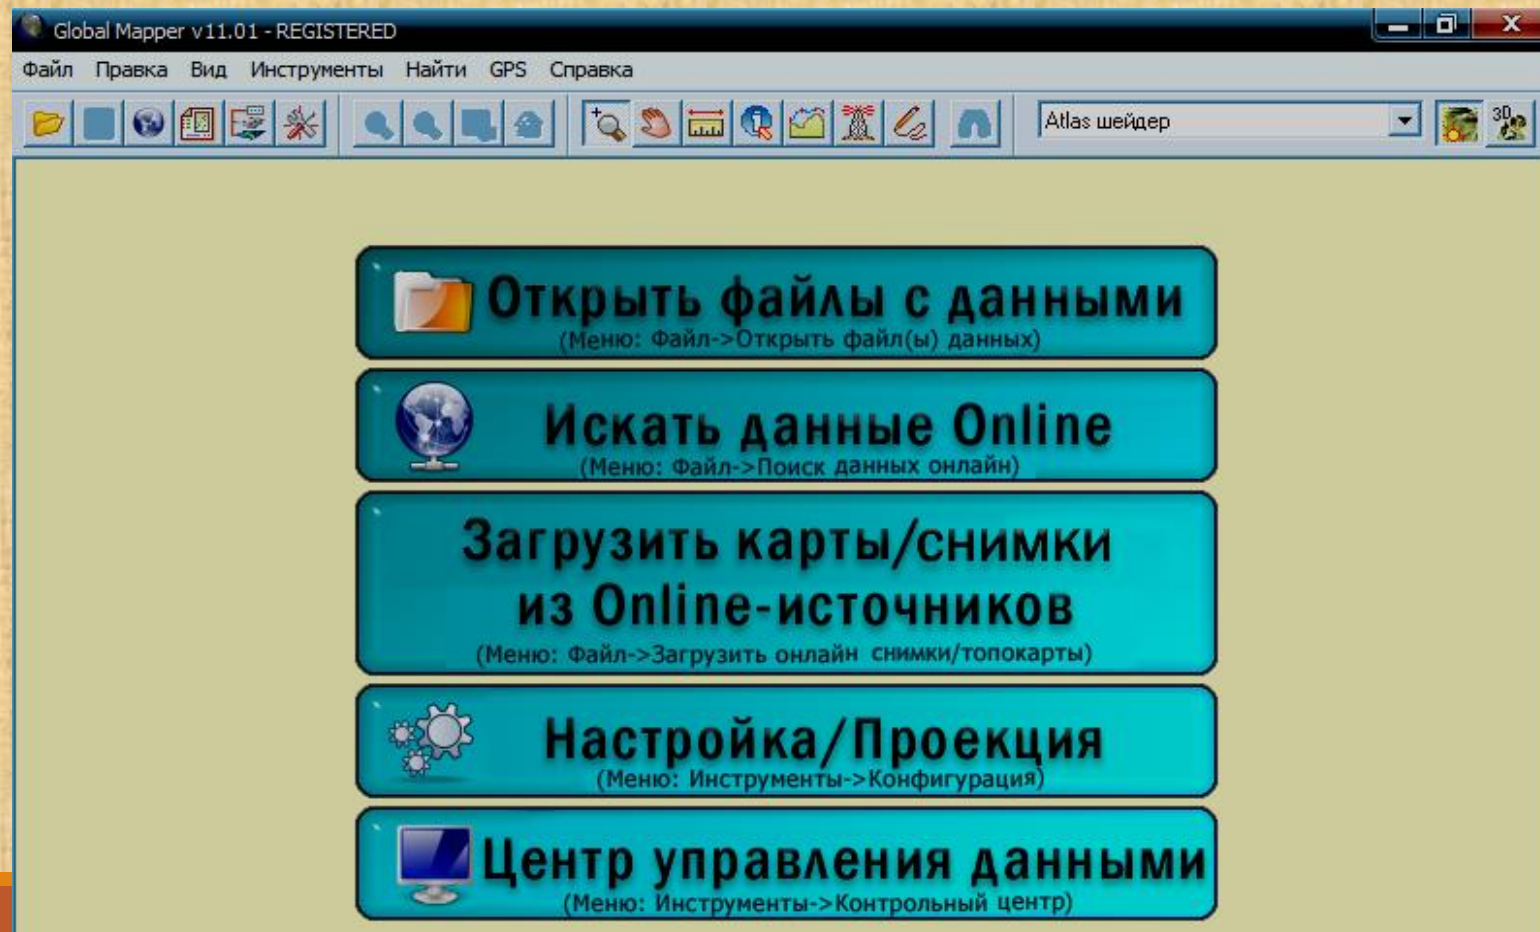 Global Mapper v11.01 - REGISTERED
Файл Правка Вид Инструменты Найти GPS Справка
Atlas шейдер
3D
Открыть файлы с данными
(Меню: Файл->Открыть файл(ы) данных)
Искать данные Online
(Меню: Файл->Поиск данных онлайн)
Загрузить карты/снимки
из Online-источников
(Меню: Файл->Загрузить онлайн снимки/топокарты)
Настройка/Проекция
(Меню: Инструменты->Конфигурация)
Центр управления данными
(Меню: Инструменты->Контрольный центр)